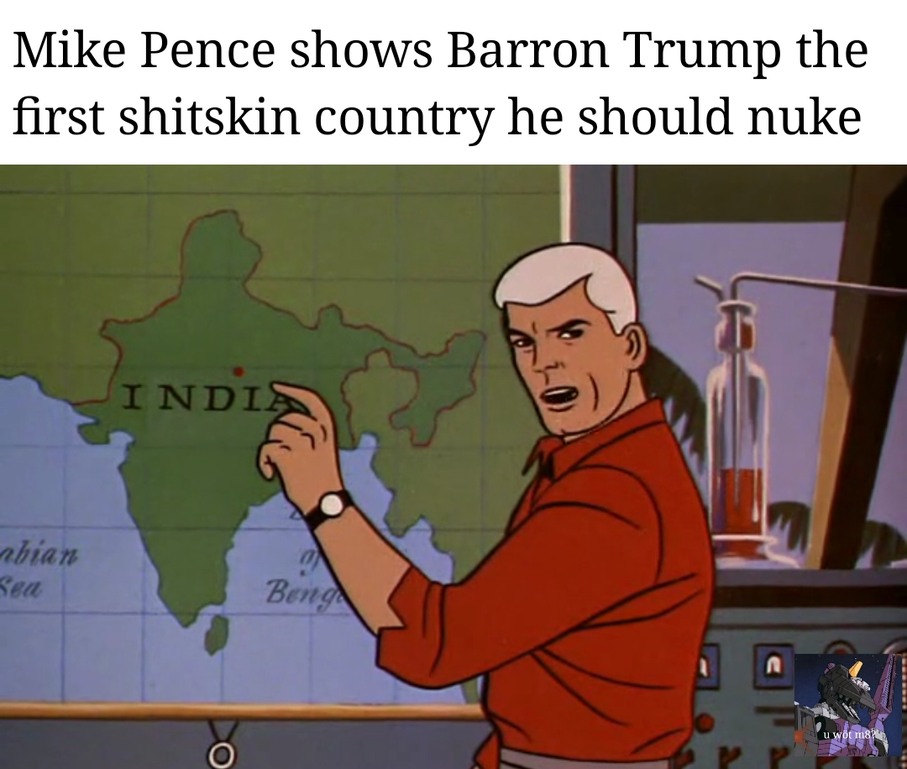 Mike Pence shows Barron Trump the
first shitskin country he should nuke
INDIA
abian
Sea
of
Beng
u wot m8?